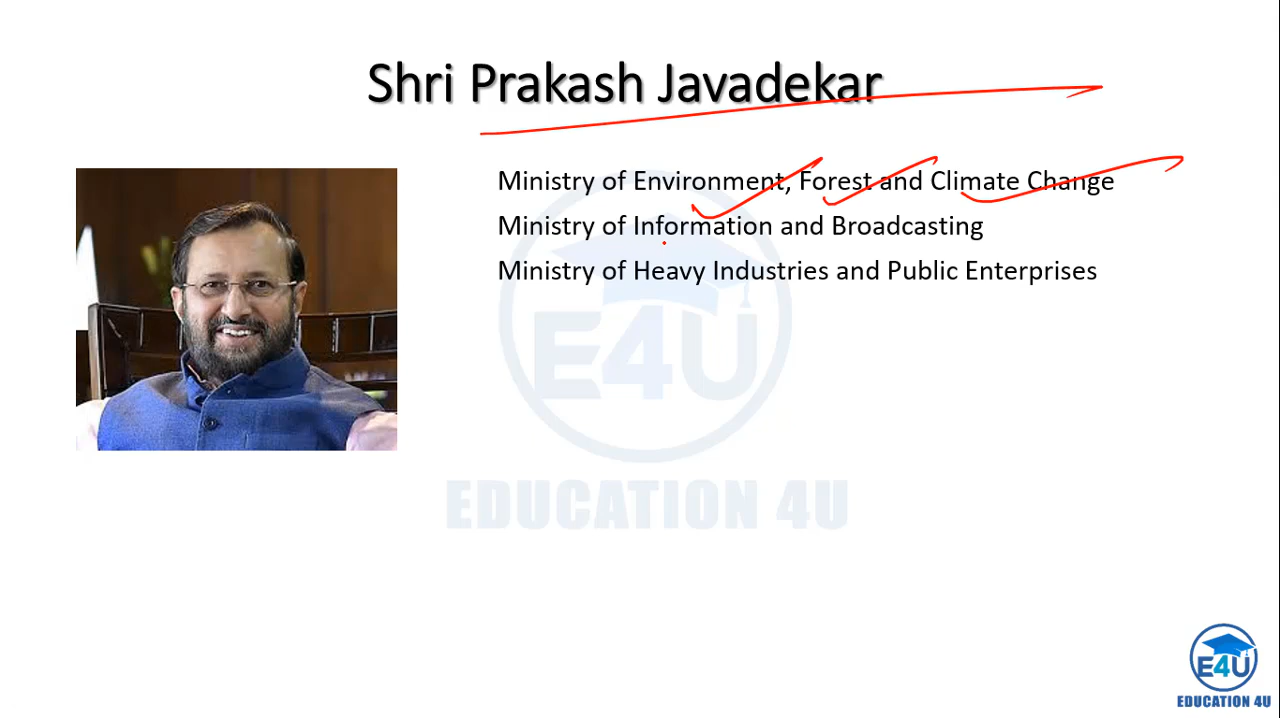 Shri Prakash Javadekar
Ministry of Environment, Forest and Climate Change
Ministry of Information and Broadcasting
Ministry of Heavy Industries and Public Enterprises
E4U
EDUCATION 4U
E4U
EDUCATION 4U